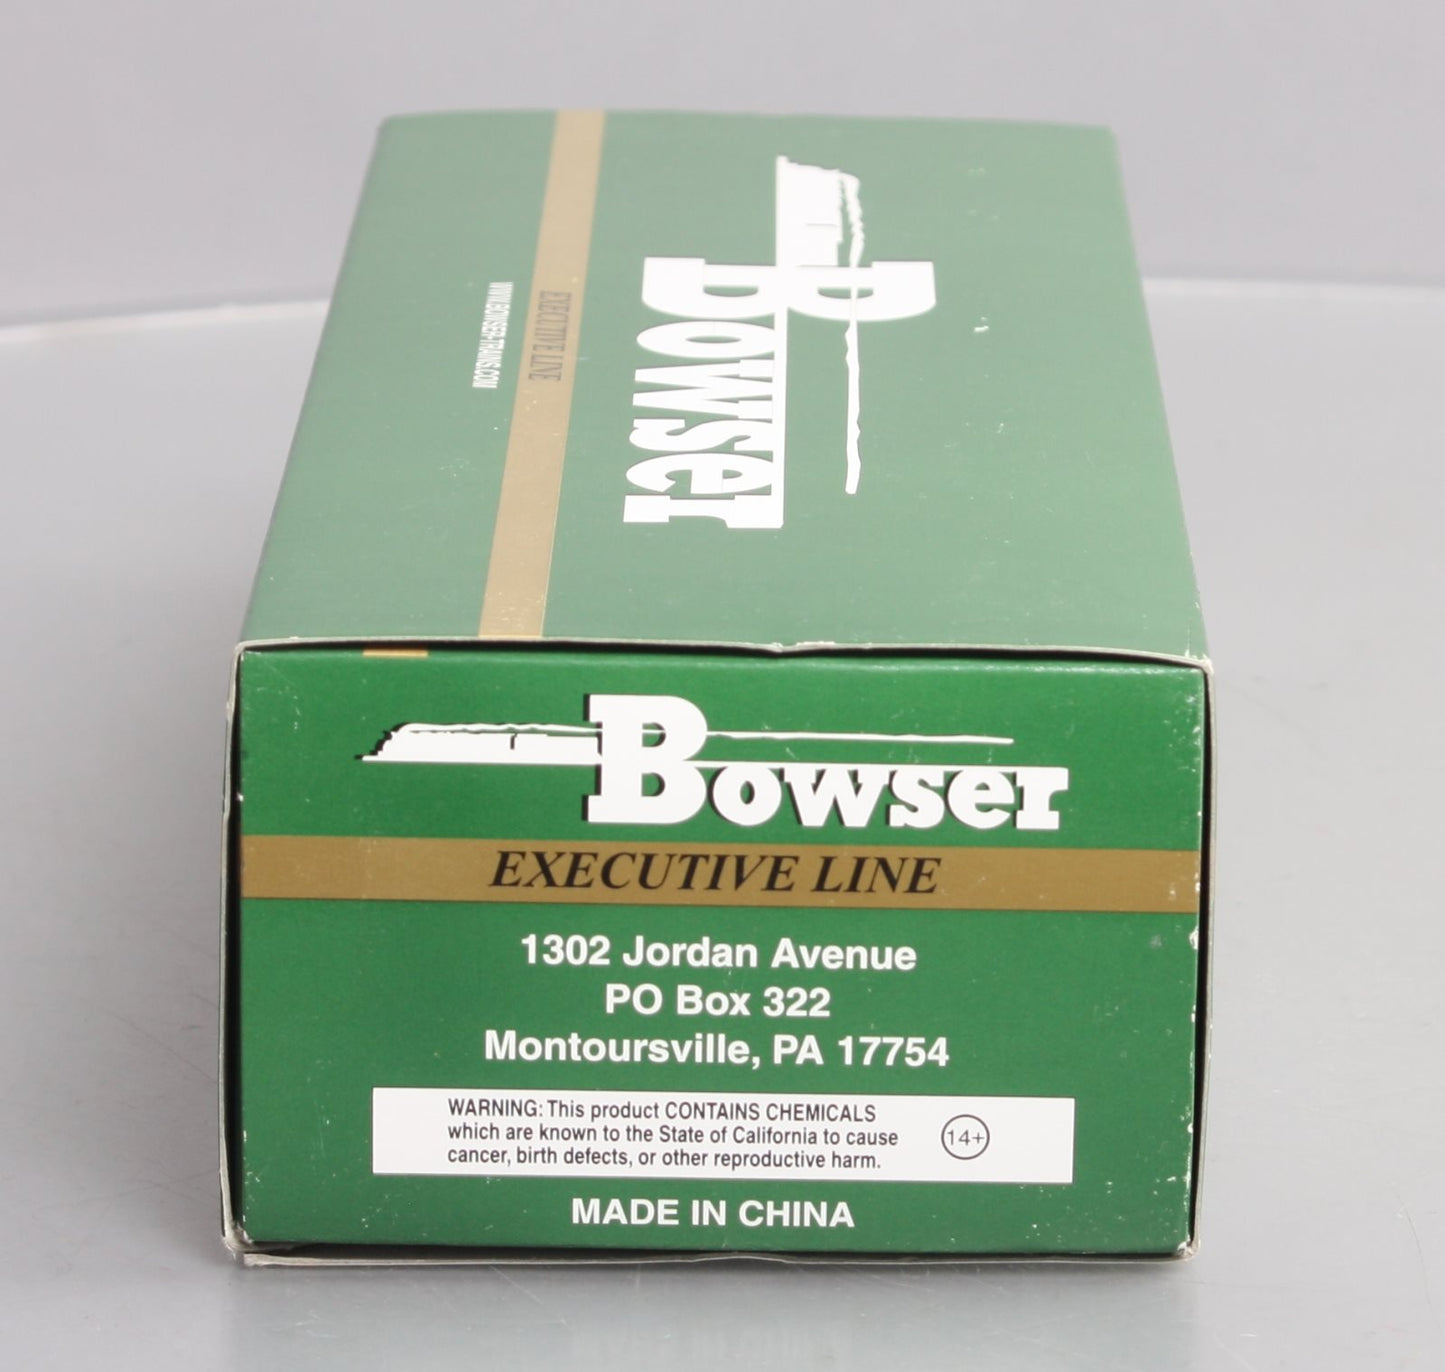 Bowser
EXECUTIVE LINE
WWW.BOWSER-TRAINS.COM
Bowser
EXECUTIVE LINE
1302 Jordan Avenue
PO Box 322
Montoursville, PA 17754
WARNING: This product CONTAINS CHEMICALS
which are known to the State of California to cause
cancer, birth defects, or other reproductive harm.
14+
MADE IN CHINA